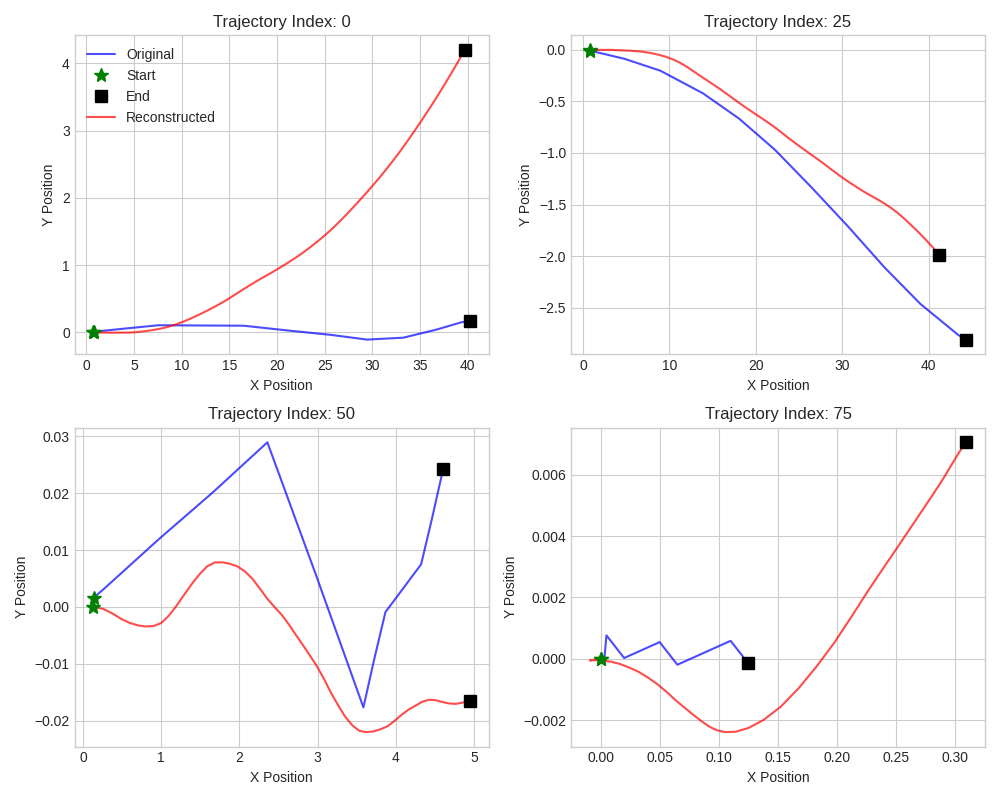 Trajectory Index: 0
Original
Start
End
Reconstructed
4
3
2
1
0
Y Position
0 5 10 15 20 25 30 35 40
X Position
Trajectory Index: 25
0.0
−0.5
−1.0
−1.5
−2.0
−2.5
Y Position
0 10 20 30 40
X Position
Trajectory Index: 50
0.03
0.02
0.01
0.00
−0.01
−0.02
Y Position
0 1 2 3 4 5
X Position
Trajectory Index: 75
0.006
0.004
0.002
0.000
−0.002
Y Position
0.00 0.05 0.10 0.15 0.20 0.25 0.30
X Position